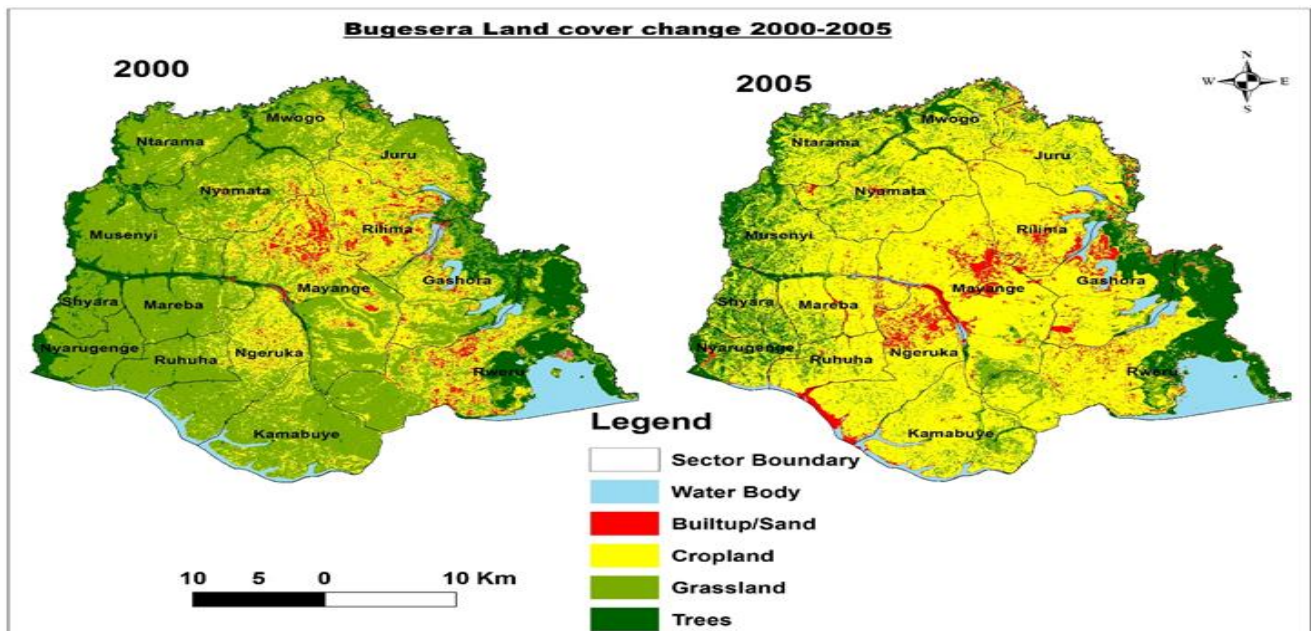 Bugesera Land cover change 2000-2005
2000
2005
N
W E
S
Mwogo
Ntarama
Juru
Nyamata
Rilima
Musenyi
Gashora
Shyara
Mareba
Mayange
Nyarugenge
Ruhuha
Ngeruka
Rweru
Kamabuye
Mwogo
Ntarama
Juru
Nyamata
Musenyi
Rilima
Gashora
Shyara
Mareba
Mayange
Nyarugenge
Ruhuha
Ngeruka
Rweru
Kamabuye
Legend
Sector Boundary
Water Body
Builtup/Sand
Cropland
Grassland
Trees
10 5 0 10 Km